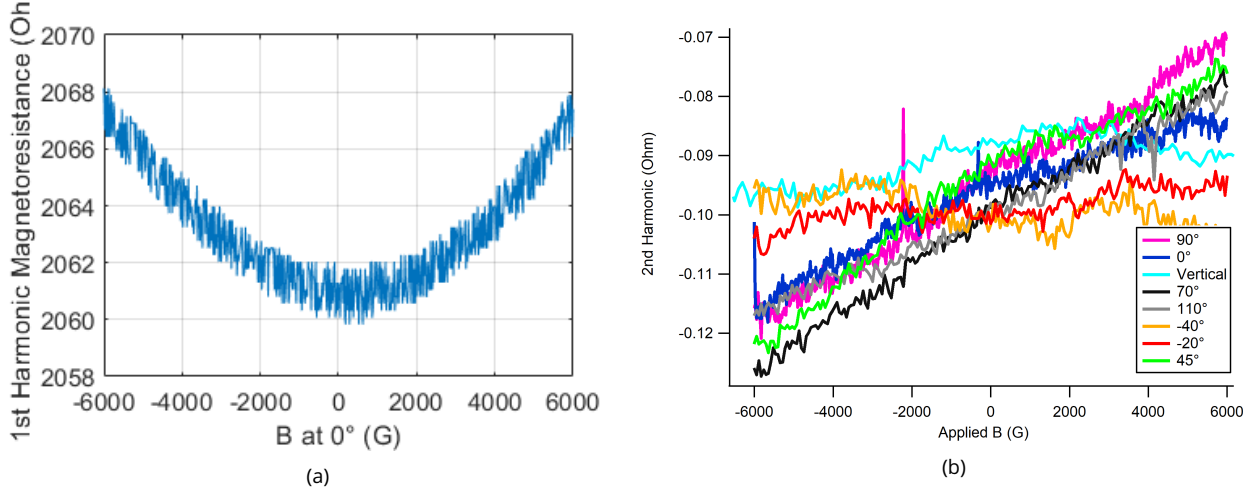 1st Harmonic Magnetoresistance (Oh
2070
2068
2066
2064
2062
2060
2058
-6000 -4000 -2000 0 2000 4000 6000
B at 0° (G)
(a)
2nd Harmonic (Ohm)
-0.07
-0.08
-0.09
-0.10
-0.11
-0.12
90°
0°
Vertical
70°
110°
-40°
-20°
45°
-6000 -4000 -2000 0 2000 4000 6000
Applied B (G)
(b)